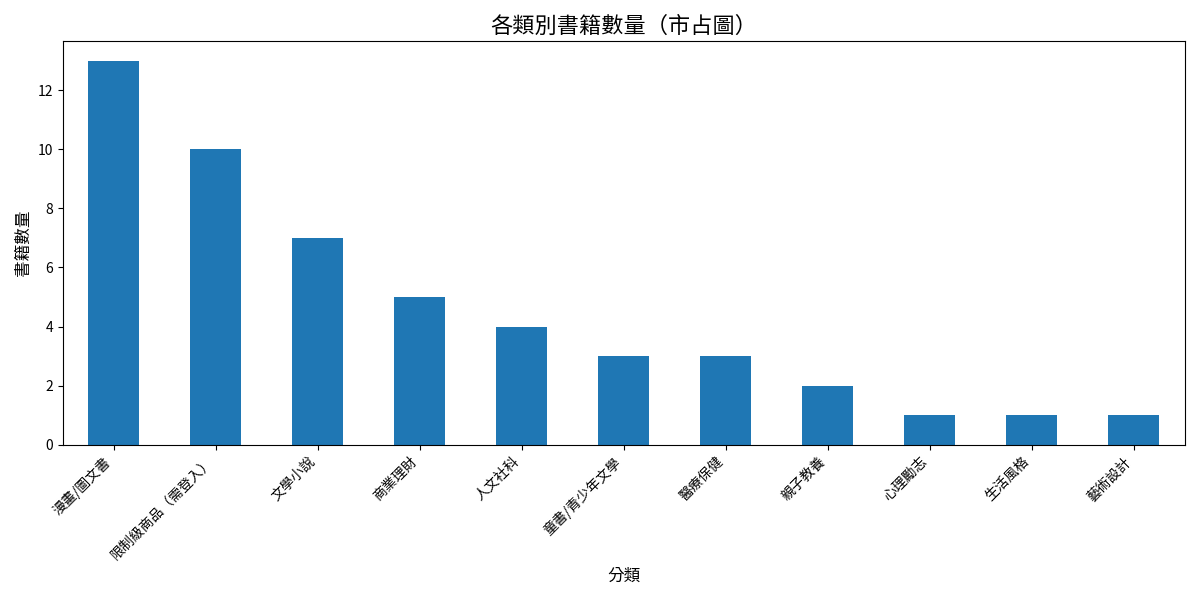 各類別書籍數量（市占圖）
書籍數量
12
10
8
6
4
2
0
漫畫/圖文書
限制級商品（需登入）
文學小說
商業理財
人文社科
童書/青少年文學
醫療保健
親子教養
心理勵志
生活風格
藝術設計
分類